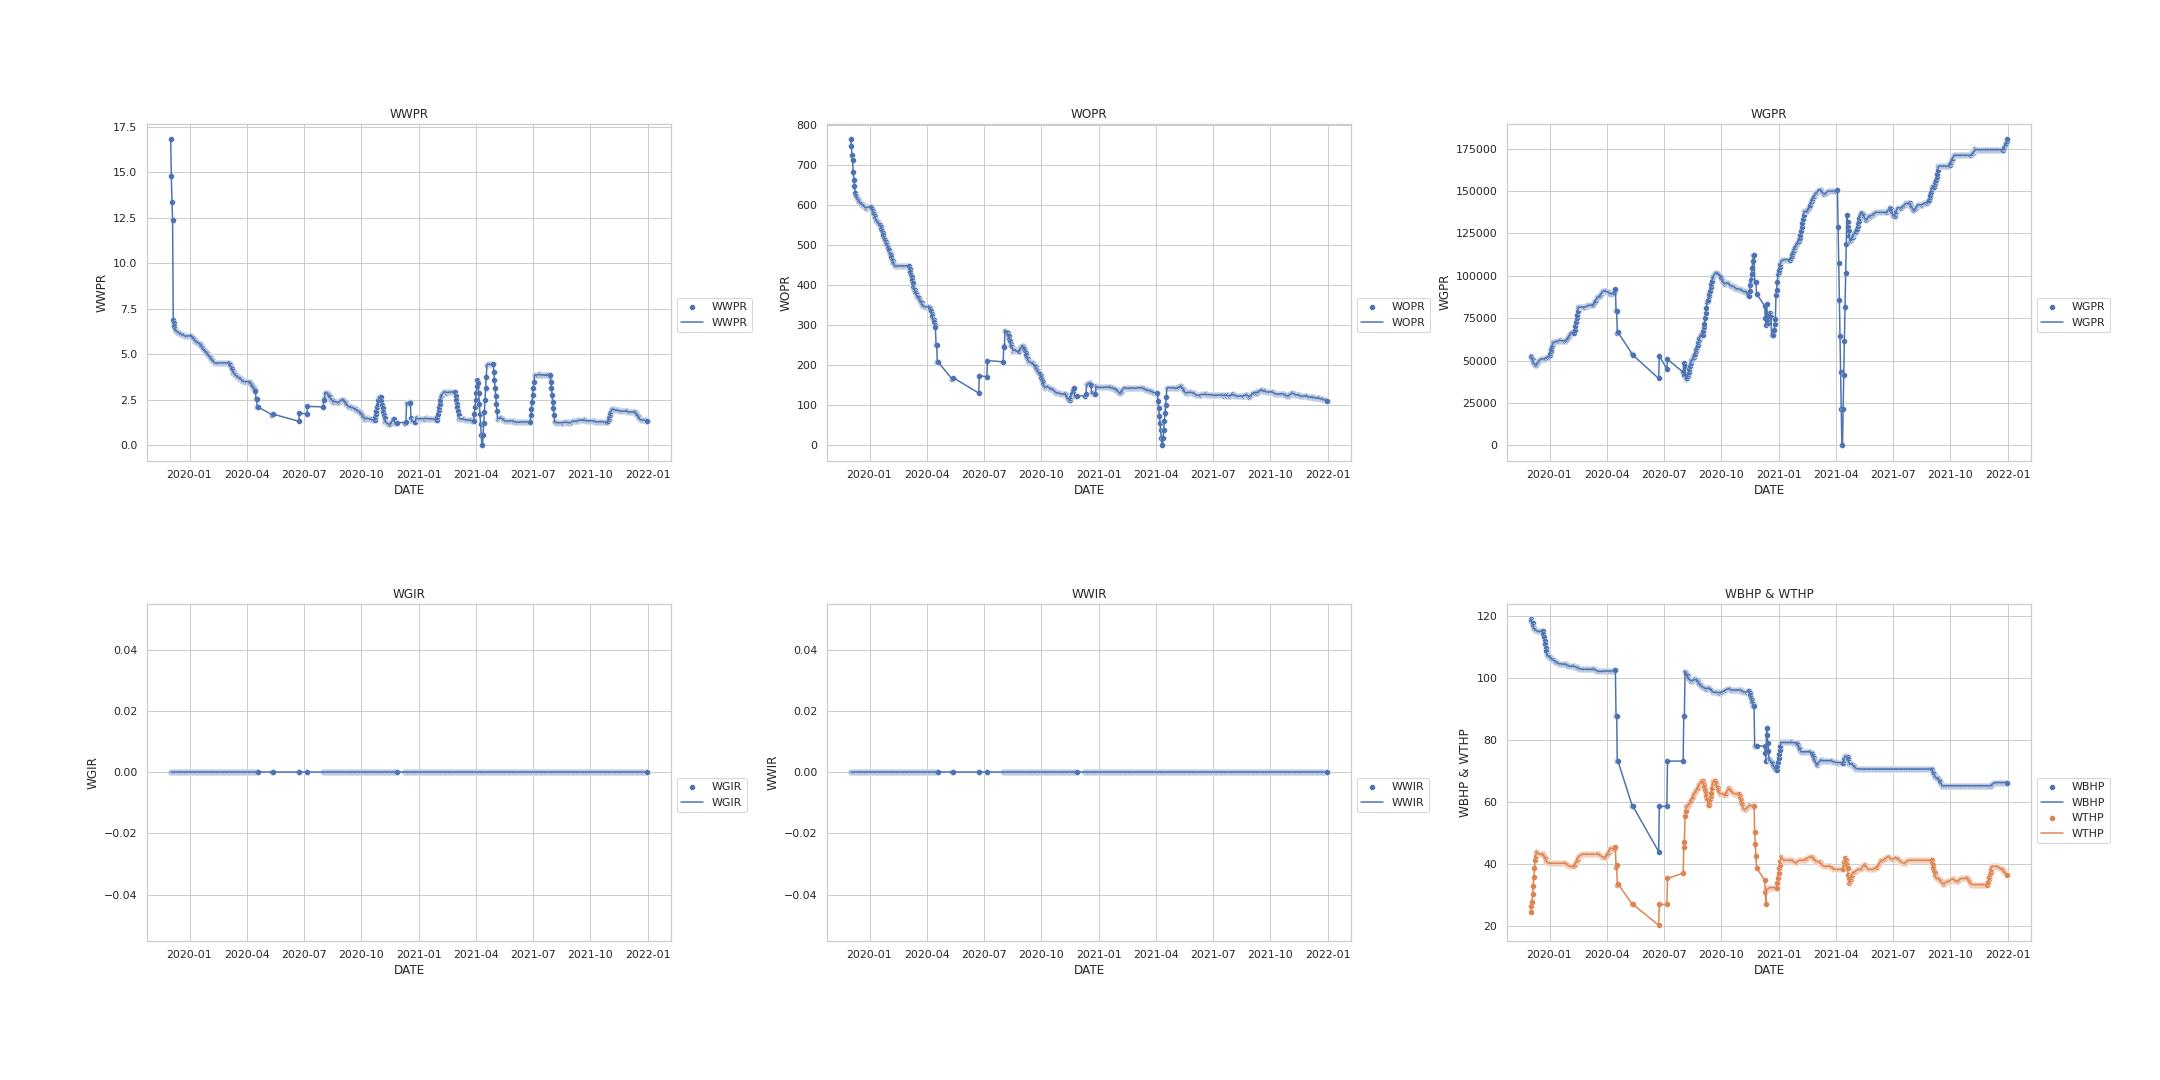 WWPR
17.5
15.0
12.5
10.0
7.5
5.0
2.5
0.0
WWPR
2020-01 2020-04 2020-07 2020-10 2021-01 2021-04 2021-07 2021-10 2022-01
DATE
WWPR
WWPR
WOPR
800
700
600
500
400
300
200
100
0
WOPR
2020-01 2020-04 2020-07 2020-10 2021-01 2021-04 2021-07 2021-10 2022-01
DATE
WOPR
WOPR
WGPR
175000
150000
125000
100000
75000
50000
25000
0
WGPR
2020-01 2020-04 2020-07 2020-10 2021-01 2021-04 2021-07 2021-10 2022-01
DATE
WGPR
WGPR
WGIR
0.04
0.02
0.00
−0.02
−0.04
WGIR
2020-01 2020-04 2020-07 2020-10 2021-01 2021-04 2021-07 2021-10 2022-01
DATE
WGIR
WGIR
WWIR
0.04
0.02
0.00
−0.02
−0.04
WWIR
2020-01 2020-04 2020-07 2020-10 2021-01 2021-04 2021-07 2021-10 2022-01
DATE
WWIR
WWIR
WBHP & WTHP
120
100
80
60
40
20
WBHP & WTHP
2020-01 2020-04 2020-07 2020-10 2021-01 2021-04 2021-07 2021-10 2022-01
DATE
WBHP
WBHP
WTHP
WTHP